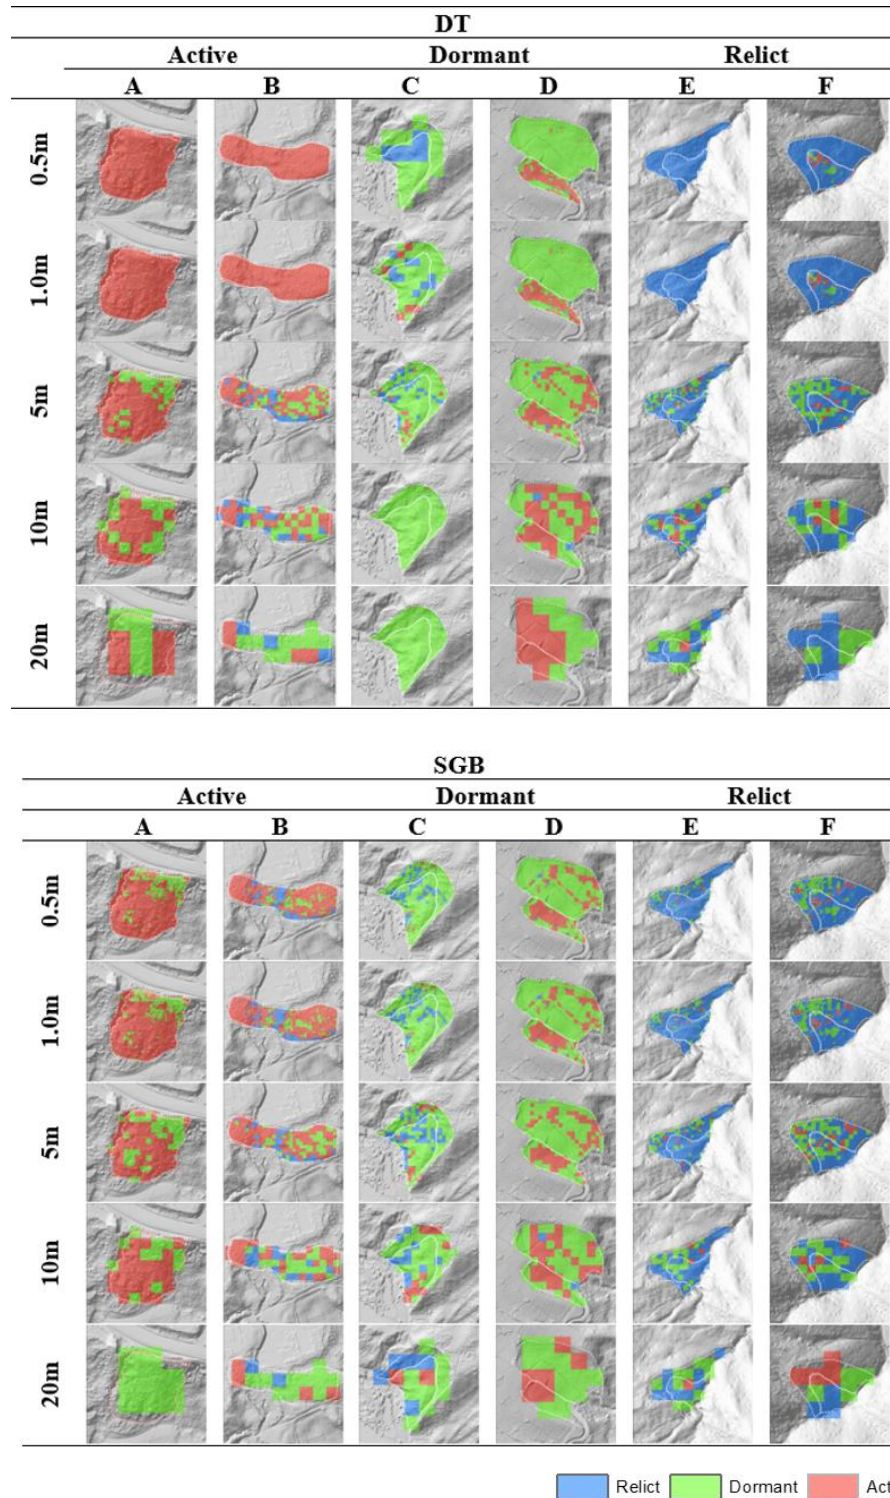 DT
Active Dormant Relict
A B C D E F
0.5m
1.0m
5m
10m
20m
SGB
Active Dormant Relict
A B C D E F
0.5m
1.0m
5m
10m
20m
Relict Dormant Act